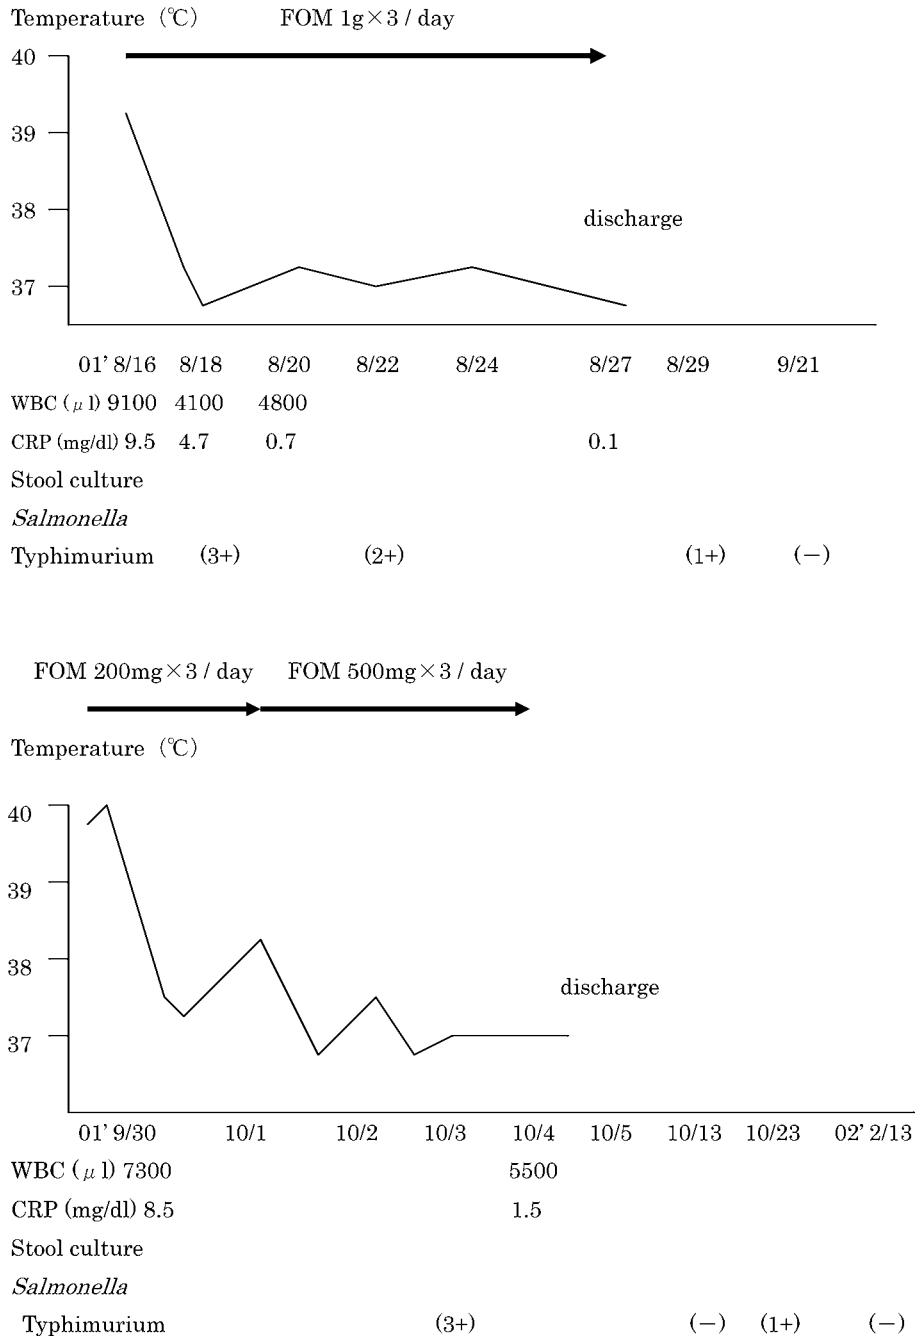 Temperature (℃) FOM 1g×3 / day
40
39
38
discharge
37
01’ 8/16 8/18 8/20 8/22 8/24 8/27 8/29 9/21
WBC (μl) 9100 4100 4800
CRP (mg/dl) 9.5 4.7 0.7 0.1
Stool culture
Salmonella
Typhimurium (3+) (2+) (1+) (−)
FOM 200mg×3 / day FOM 500mg×3 / day
Temperature (℃)
40
39
38
discharge
37
01’ 9/30 10/1 10/2 10/3 10/4 10/5 10/13 10/23 02’ 2/13
WBC (μl) 7300 5500
CRP (mg/dl) 8.5 1.5
Stool culture
Salmonella
Typhimurium (3+) (−) (1+) (−)